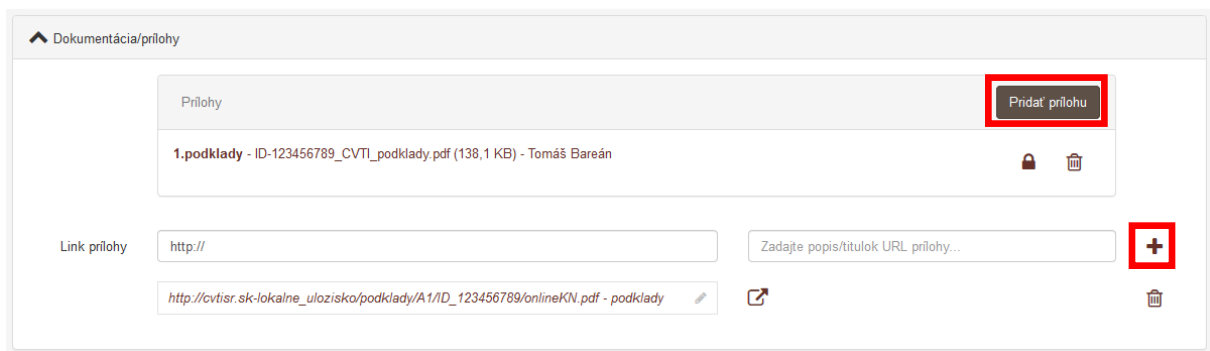 Dokumentácia/prílohy
Prílohy
Pridať prílohu
1.podklady - ID-123456789_CVTI_podklady.pdf (138,1 KB) - Tomáš Bareán
Link prílohy
http://
Zadajte popis/titulok URL prílohy...
http://cvtisr.sk-lokalne_ulozisko/podklady/A1/ID_123456789/onlineKN.pdf - podklady